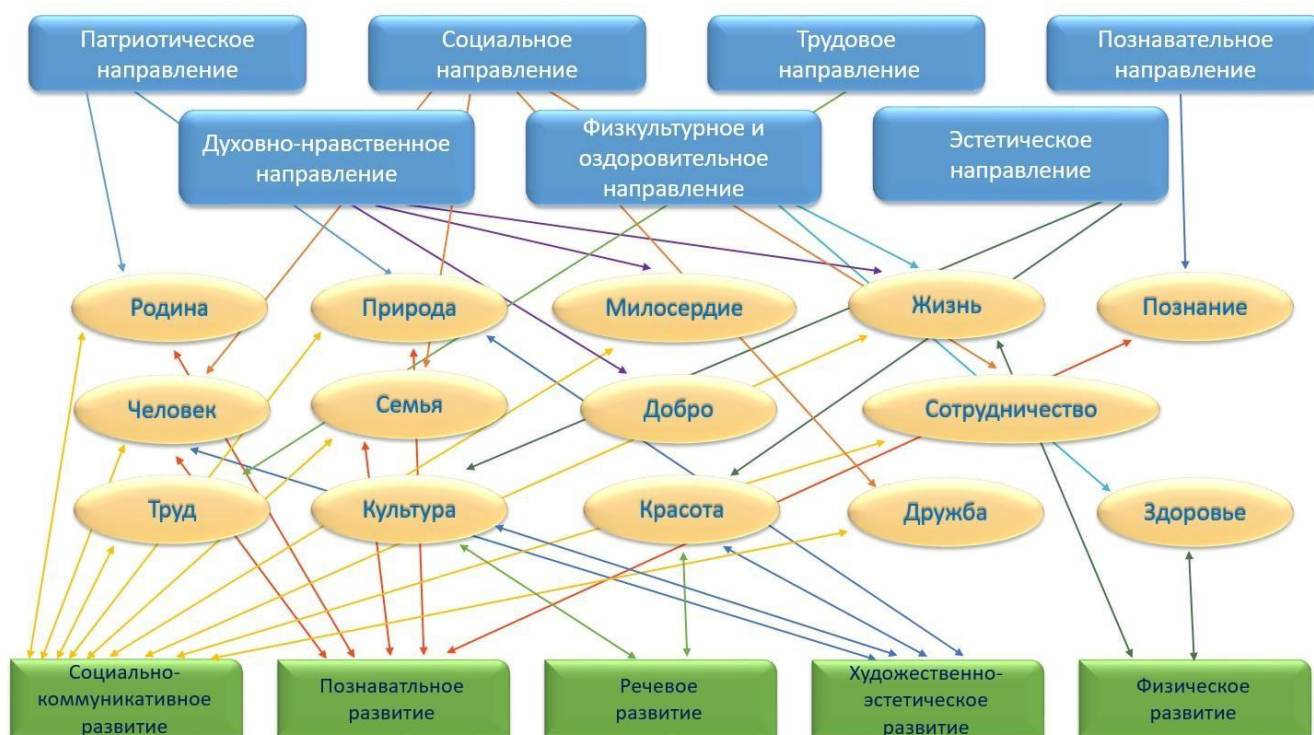 Патриотическое
направление
Социальное
направление
Трудовое
направление
Познавательное
направление
Духовно-нравственное
направление
Физкультурное и
оздоровительное
направление
Эстетическое
направление
Родина
Природа
Милосердие
Жизнь
Познание
Человек
Семья
Добро
Сотрудничество
Труд
Культура
Красота
Дружба
Здоровье
Социально-
коммуникативное
развитие
Познаватльное
развитие
Речевое
развитие
Художественно-
эстетическое
развитие
Физическое
развитие